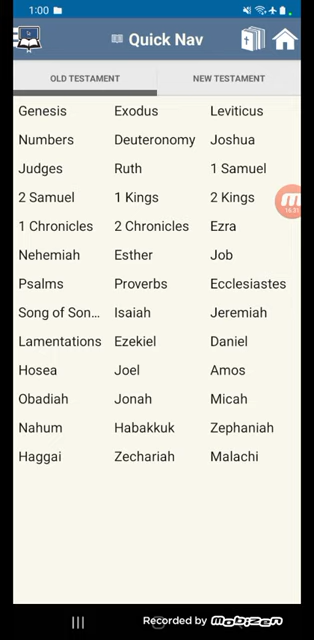 1:00
Quick Nav
OLD TESTAMENT NEW TESTAMENT
Genesis Exodus Leviticus
Numbers Deuteronomy Joshua
Judges Ruth 1 Samuel
2 Samuel 1 Kings 2 Kings
1 Chronicles 2 Chronicles Ezra
Nehemiah Esther Job
Psalms Proverbs Ecclesiastes
Song of Son... Isaiah Jeremiah
Lamentations Ezekiel Daniel
Hosea Joel Amos
Obadiah Jonah Micah
Nahum Habakkuk Zephaniah
Haggai Zechariah Malachi
Recorded by mobizen